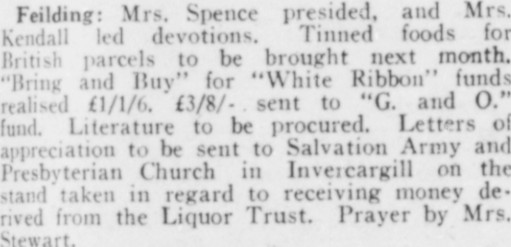 Feilding: Mrs. Spence presided, and Mrs.
Kendall led devotions. Tinned foods for
British parcels to be brought next month.
"Bring and Buy" for "White Ribbon" funds
realised £1/1/6. £3/8/- sent to "G. and O."
fund. Literature to be procured. Letters of
appreciation to be sent to Salvation Army and
Presbyterian Church in Invercargill on the
stand taken in regard to receiving money de-
rived from the Liquor Trust. Prayer by Mrs.
Stewart.